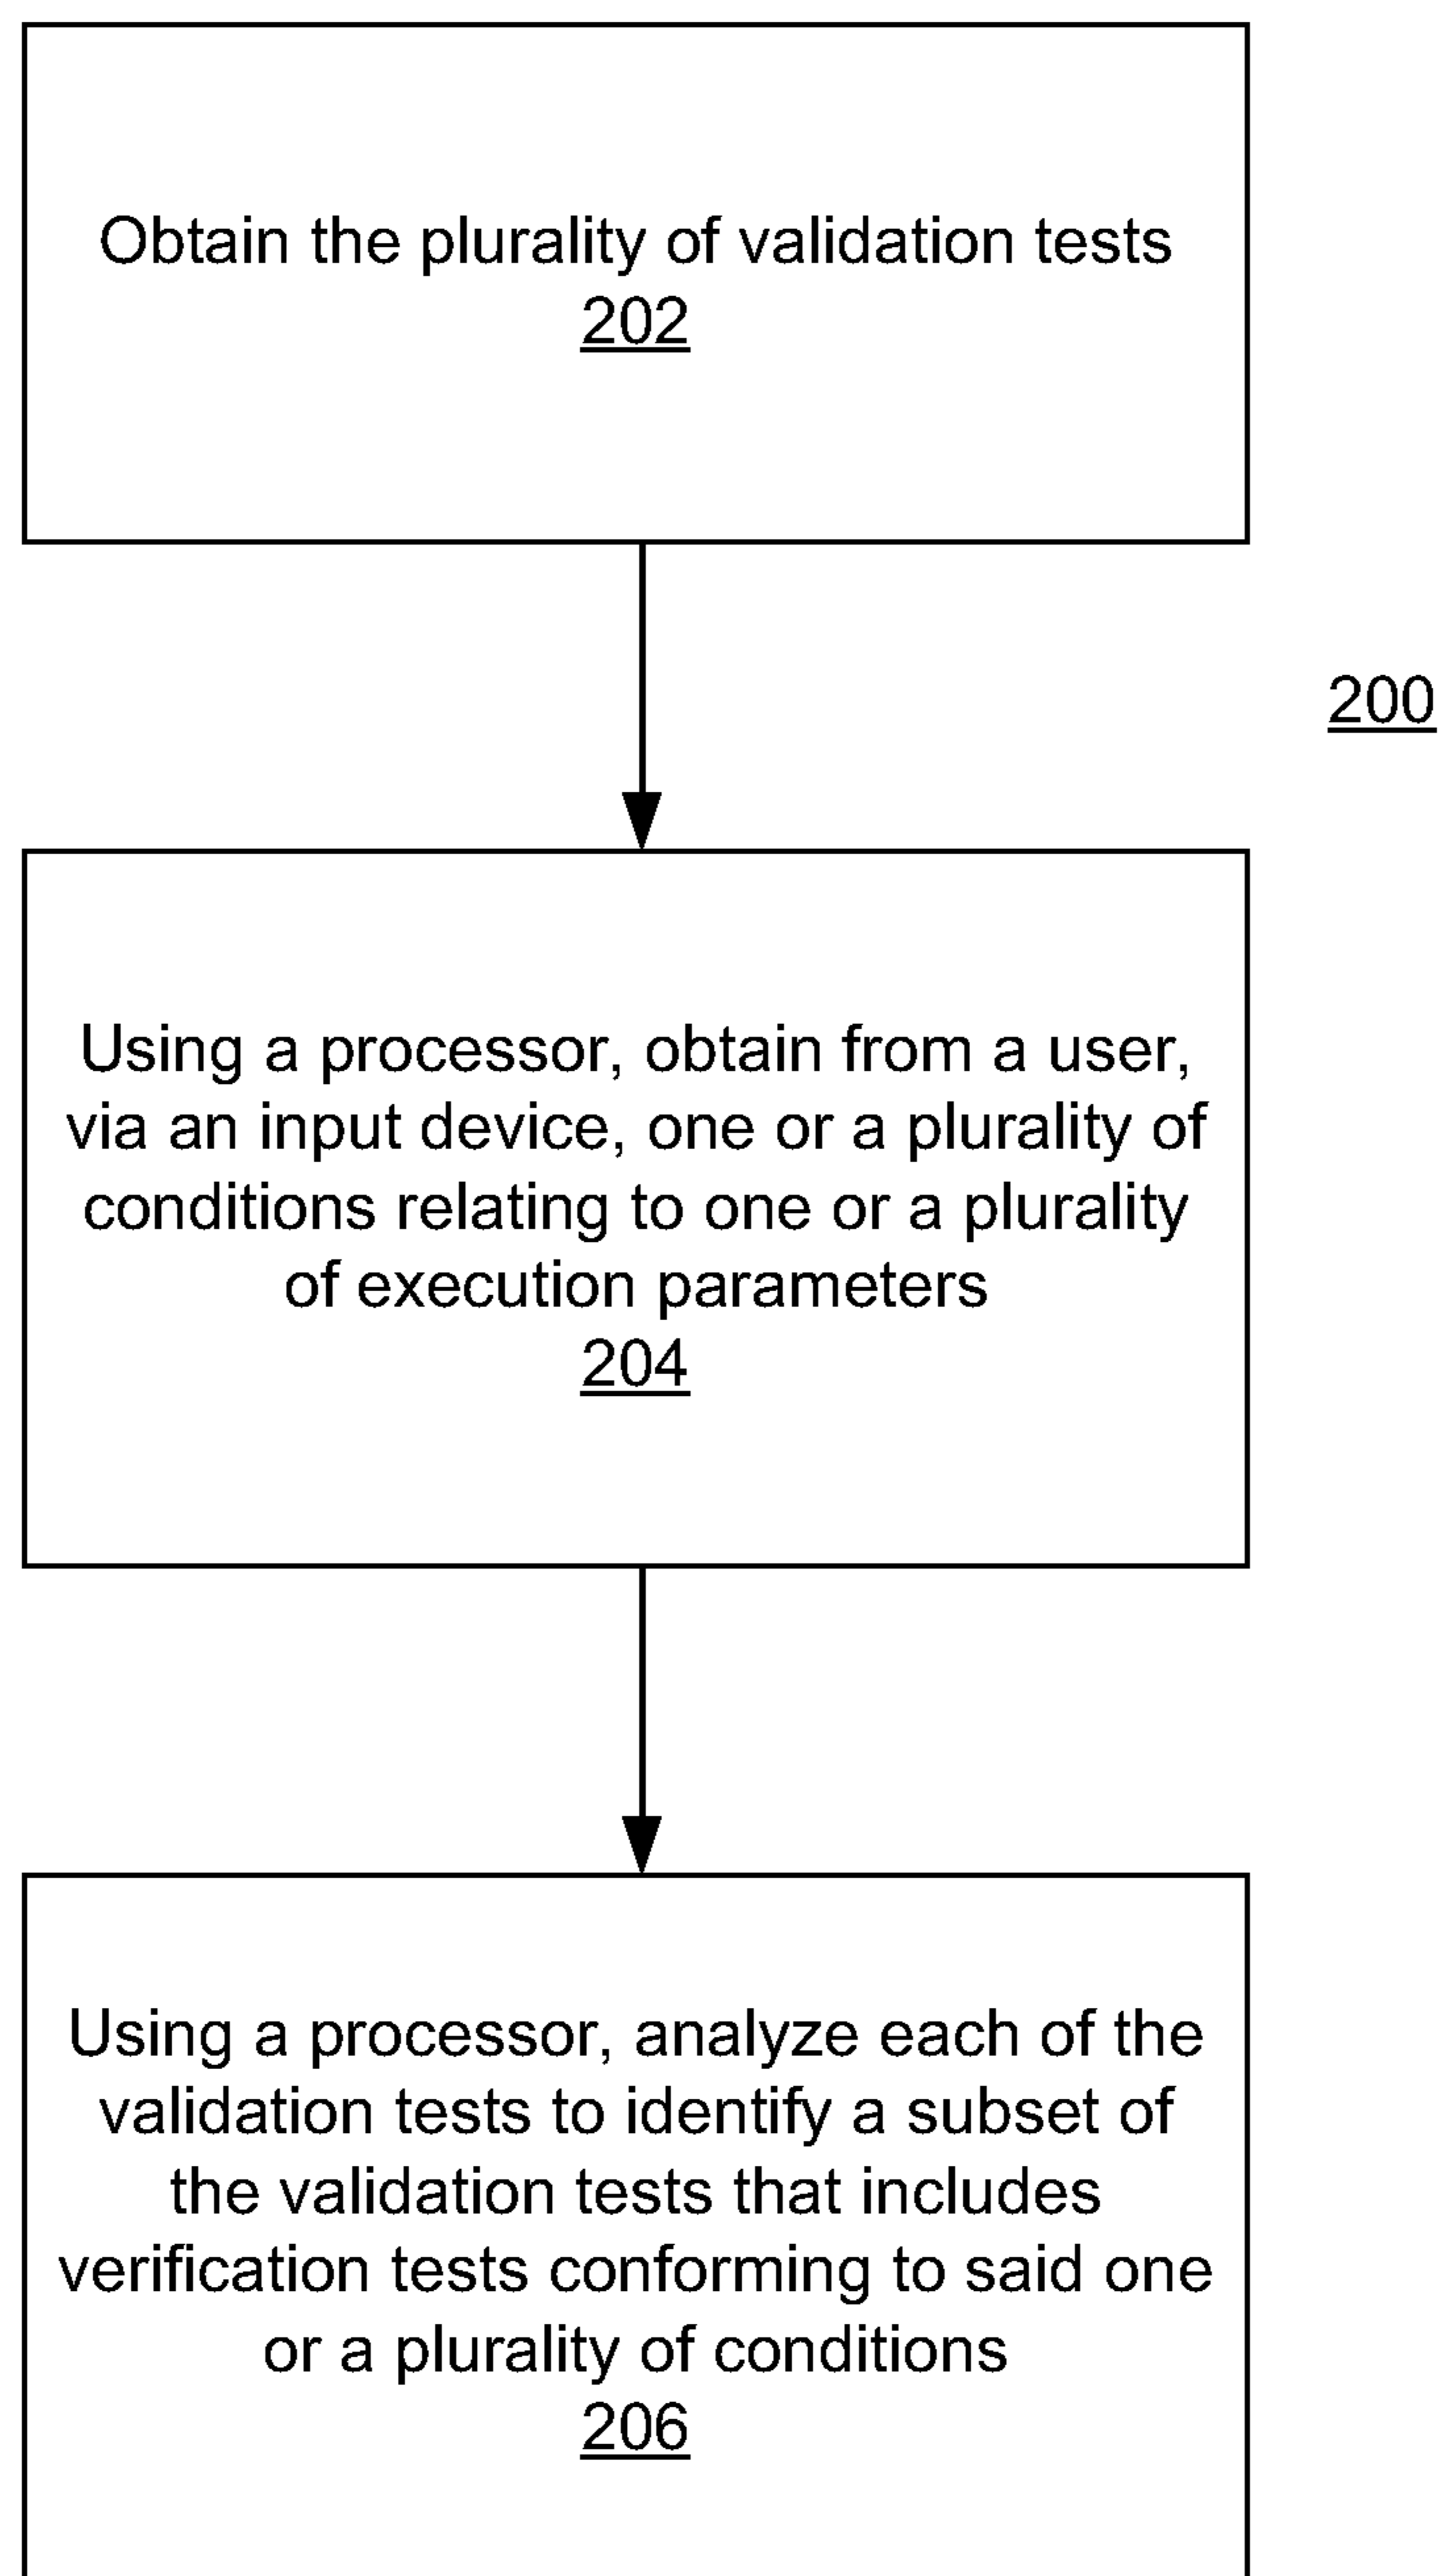 Obtain the plurality of validation tests
202
200
Using a processor, obtain from a user,
via an input device, one or a plurality of
conditions relating to one or a plurality
of execution parameters
204
Using a processor, analyze each of the
validation tests to identify a subset of
the validation tests that includes
verification tests conforming to said one
or a plurality of conditions
206